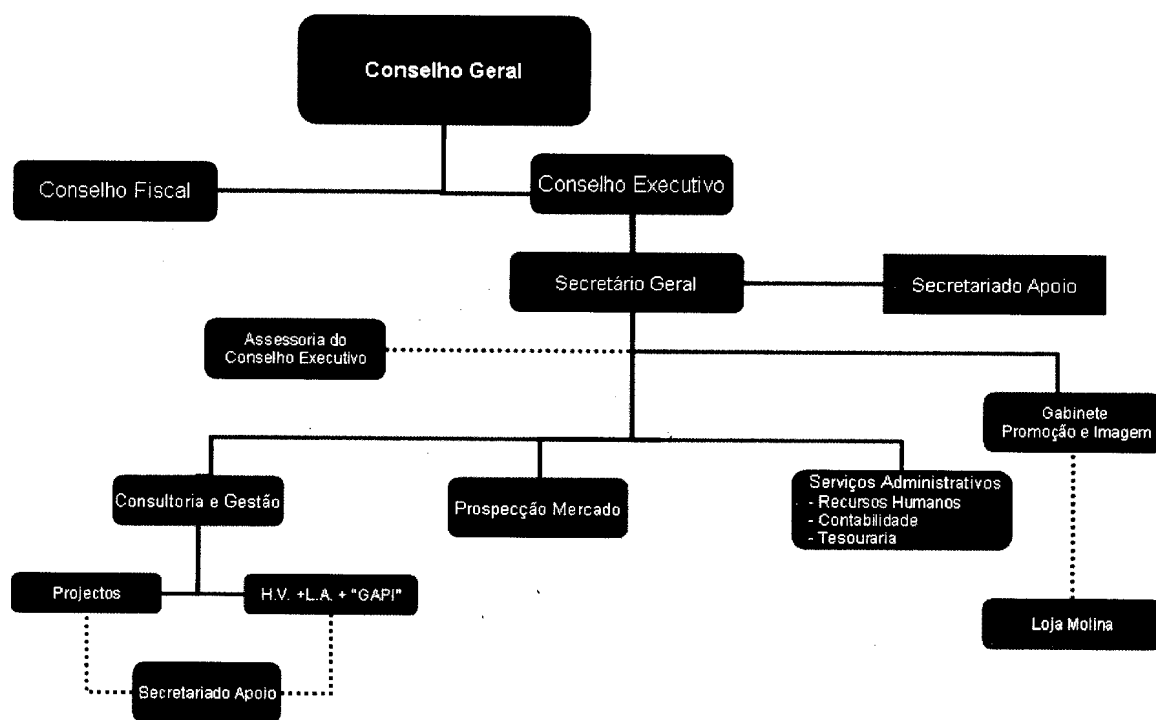 Conselho Geral
Conselho Fiscal
Conselho Executivo
Secretário Geral
Secretariado Apoio
Assessoria do
Conselho Executivo
Gabinete
Promoção e Imagem
Consultoria e Gestão
Prospecção Mercado
Serviços Administrativos
- Recursos Humanos
- Contabilidade
- Tesouraria
Projectos
H.V. +L.A. + "GAPI"
Loja Molina
Secretariado Apoio